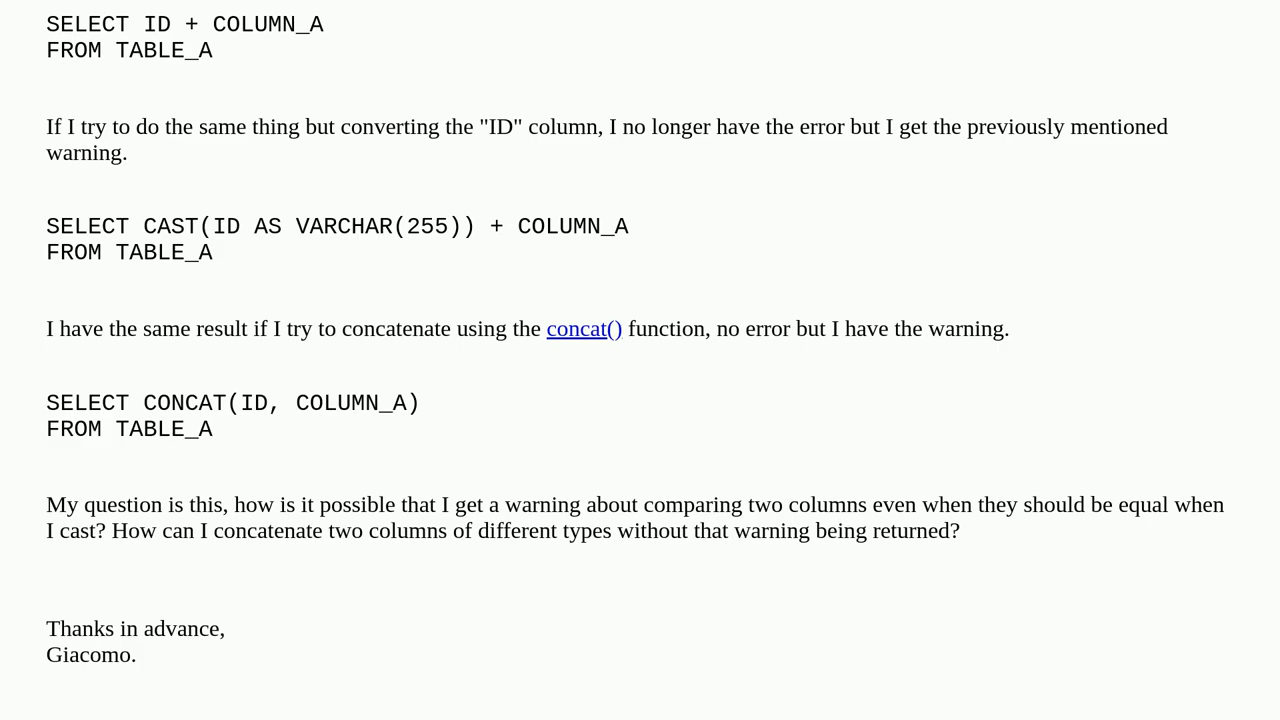 SELECT ID + COLUMN_A
FROM TABLE_A
If I try to do the same thing but converting the "ID" column, I no longer have the error but I get the previously mentioned
warning.
SELECT CAST(ID AS VARCHAR(255)) + COLUMN_A
FROM TABLE_A
I have the same result if I try to concatenate using the concat() function, no error but I have the warning.
SELECT CONCAT(ID, COLUMN_A)
FROM TABLE_A
My question is this, how is it possible that I get a warning about comparing two columns even when they should be equal when
I cast? How can I concatenate two columns of different types without that warning being returned?
Thanks in advance,
Giacomo.